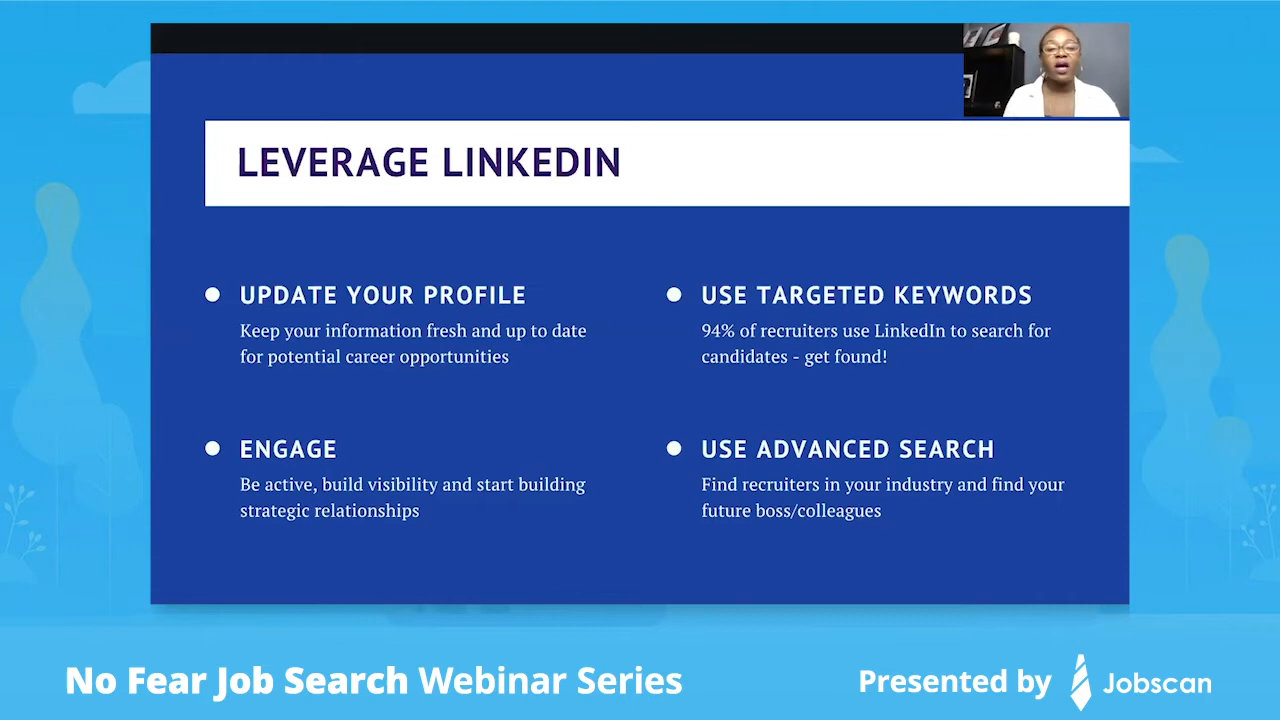 LEVERAGE LINKEDIN
UPDATE YOUR PROFILE
Keep your information fresh and up to date
for potential career opportunities
USE TARGETED KEYWORDS
94% of recruiters use LinkedIn to search for
candidates - get found!
ENGAGE
Be active, build visibility and start building
strategic relationships
USE ADVANCED SEARCH
Find recruiters in your industry and find your
future boss/colleagues
No Fear Job Search Webinar Series
Presented by Jobscan